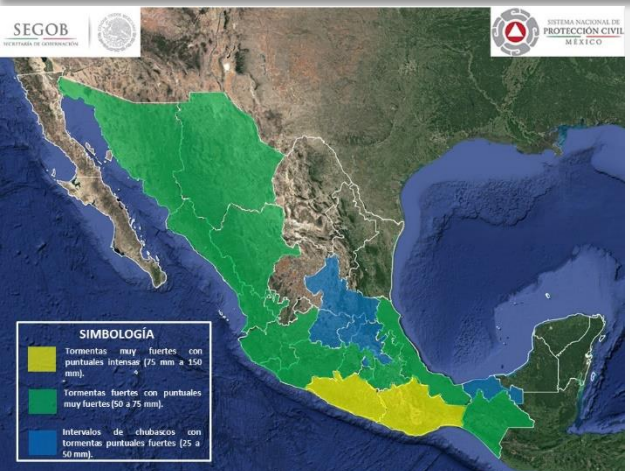 SEGOB
SECRETARÍA DE GOBERNACIÓN
SISTEMA NACIONAL DE
PROTECCIÓN CIVIL
MÉXICO
SIMBOLOGÍA
Tormentas muy fuertes con
puntuales intensas (75 mm a 150
mm).
Tormentas fuertes con puntuales
muy fuertes (50 a 75 mm).
Intervalos de chubascos con
tormentas puntuales fuertes (25 a
50 mm).